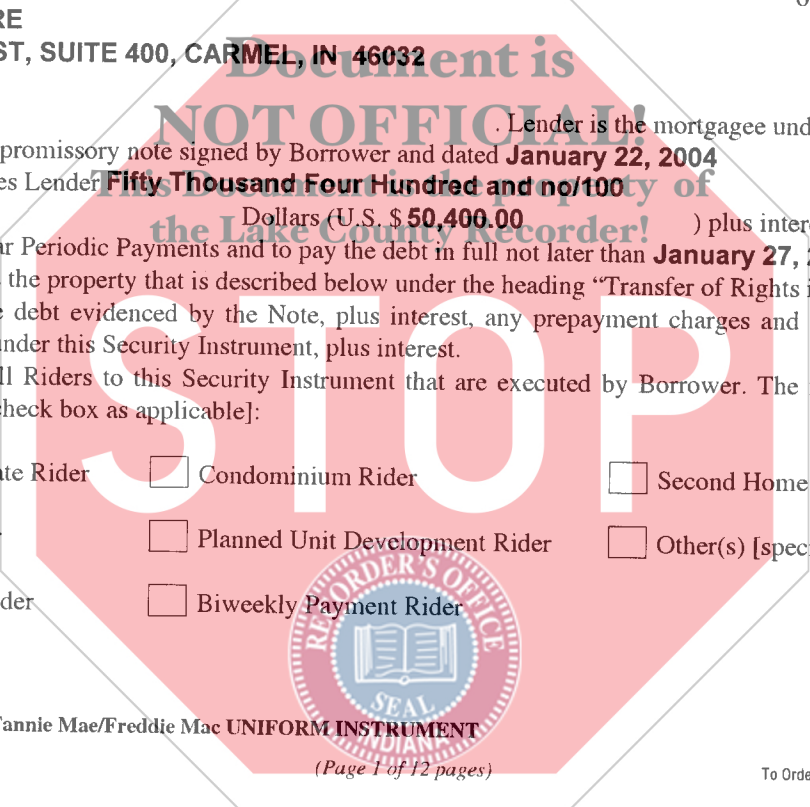 RE
ST, SUITE 400, CARMEL, IN 46032
Document is
NOT OFFICIAL!
. Lender is the mortgagee und
promissory note signed by Borrower and dated January 22, 2004
es Lender Fifty Thousand Four Hundred and no/100
This Document is the property of
Dollars (U.S. $ 50,400.00 ) plus inter
the Lake County Recorder!
ar Periodic Payments and to pay the debt in full not later than January 27, 2
the property that is described below under the heading “Transfer of Rights i
e debt evidenced by the Note, plus interest, any prepayment charges and
under this Security Instrument, plus interest.
ll Riders to this Security Instrument that are executed by Borrower. The
check box as applicable]:
STOP
ate Rider Condominium Rider Second Home
Planned Unit Development Rider Other(s) [speci
der Biweekly Payment Rider
RECORDER'S OFFICE
SEAL
INDIANA
Fannie Mae/Freddie Mac UNIFORM INSTRUMENT
(Page 1 of 12 pages)
To Orde